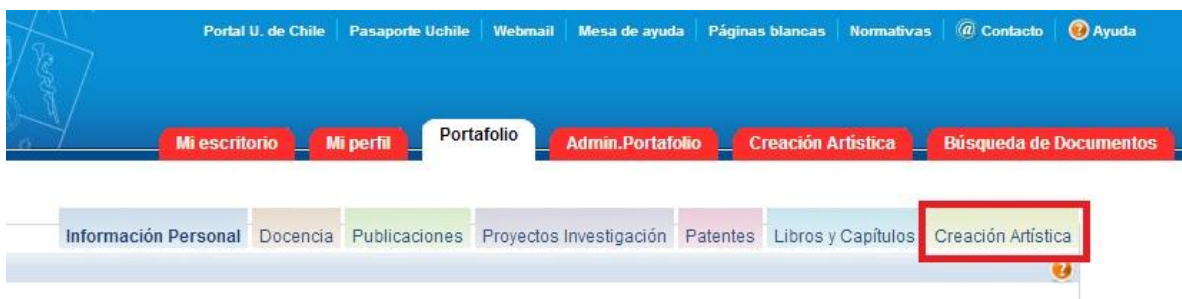 Portal U. de Chile Pasaporte Uchile Webmail Mesa de ayuda Páginas blancas Normativas @ Contacto ? Ayuda
Mi escritorio Mi perfil Portafolio Admin.Portafolio Creación Artística Búsqueda de Documentos
Información Personal Docencia Publicaciones Proyectos Investigación Patentes Libros y Capítulos Creación Artística
?